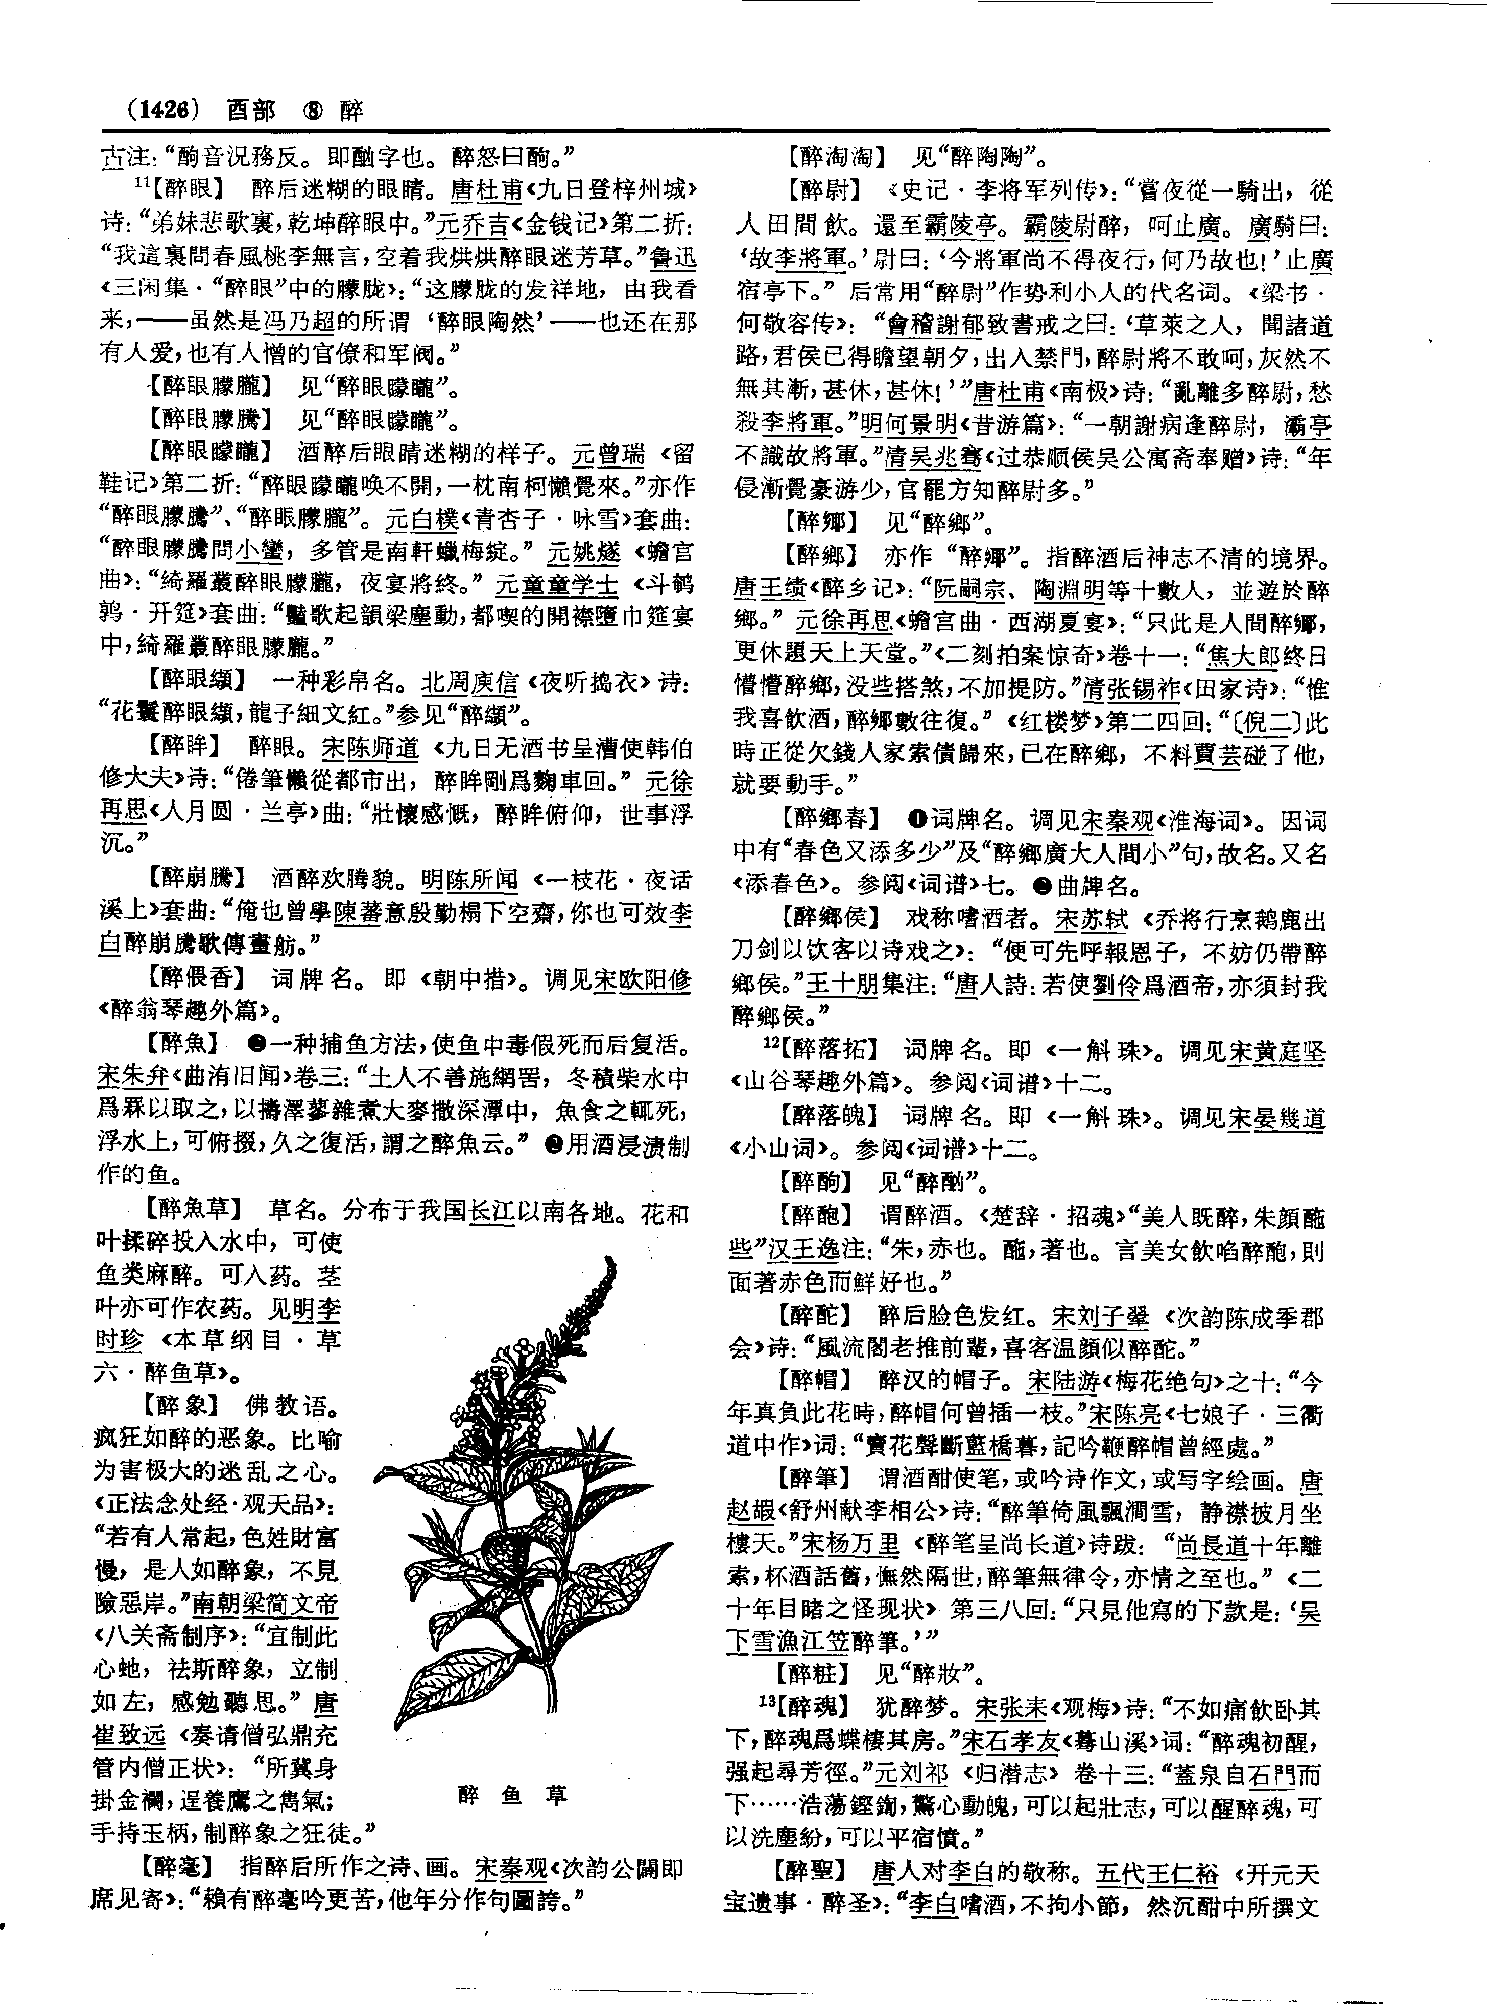 (1426) 酉部 ⑧ 醉
古注：“酗音況務反。即酗字也。醉怒曰酗。”
11【醉眼】 醉后迷糊的眼睛。唐杜甫《九日登梓州城》
诗：“弟妹悲歌裏，乾坤醉眼中。”元乔吉《金钱记》第二折：
“我這裏問春風桃李無言，空着我烘烘醉眼迷芳草。”鲁迅
《三闲集·“醉眼”中的朦胧》：“这朦胧的发祥地，由我看
来，——虽然是冯乃超的所谓‘醉眼陶然’——也还在那
有人爱，也有人憎的官僚和军阀。”
【醉眼朦朧】 见“醉眼矇矓”。
【醉眼朦騰】 见“醉眼矇矓”。
【醉眼矇矓】 酒醉后眼睛迷糊的样子。元曾瑞《留
鞋记》第二折：“醉眼矇矓唤不開，一枕南柯懶覺來。”亦作
“醉眼朦騰”、“醉眼朦朧”。元白樸《青杏子·咏雪》套曲：
“醉眼朦騰問小蠻，多管是南軒蠟梅綻。”元姚燧《蟾宫
曲》：“綺羅叢醉眼朦朧，夜宴將終。”元童童学士《斗鹌
鹑·开筵》套曲：“豔歌起韻梁塵動，都喫的開襟墮巾筵宴
中，綺羅叢醉眼朦朧。”
【醉眼纈】 一种彩帛名。北周庾信《夜听捣衣》诗：
“花鬟醉眼纈，龍子細文紅。”参见“醉纈”。
【醉眸】 醉眼。宋陈师道《九日无酒书呈漕使韩伯
修大夫》诗：“倦筆懶從都市出，醉眸剛爲麴車回。”元徐
再思《人月圆·兰亭》曲：“壯懷感慨，醉眸俯仰，世事浮
沉。”
【醉崩騰】 酒醉欢腾貌。明陈所闻《一枝花·夜话
溪上》套曲：“俺也曾學陳蕃意殷勤榻下空齋，你也可效李
白醉崩騰歌傳畫舫。”
【醉偎香】 词牌名。即《朝中措》。调见宋欧阳修
《醉翁琴趣外篇》。
【醉魚】 ❶一种捕鱼方法，使鱼中毒假死而后复活。
宋朱弁《曲洧旧闻》卷三：“土人不善施網罟，冬積柴水中
爲槑以取之，以擣澤蓼雜煮大麥撒深潭中，魚食之輒死，
浮水上，可俯掇，久之復活，謂之醉魚云。” ❷用酒浸渍制
作的鱼。
【醉魚草】 草名。分布于我国长江以南各地。花和
叶揉碎投入水中，可使
鱼类麻醉。可入药。茎
叶亦可作农药。见明李
时珍《本草纲目·草
六·醉鱼草》。
【醉象】 佛教语。
疯狂如醉的恶象。比喻
为害极大的迷乱之心。
《正法念处经·观天品》：
“若有人常起，色姓財富
慢，是人如醉象，不見
險惡岸。”南朝梁简文帝
《八关斋制序》：“宜制此
心虵，祛斯醉象，立制
如左，感勉聽思。”唐
崔致远《奏请僧弘鼎充
管内僧正状》：“所冀身
掛金襴，逞養鷹之雋氣；
手持玉柄，制醉象之狂徒。”
醉鱼草
【醉毫】 指醉后所作之诗、画。宋秦观《次韵公闢即
席见寄》：“賴有醉毫吟更苦，他年分作句圖誇。”
【醉淘淘】 见“醉陶陶”。
【醉尉】 《史记·李将军列传》：“嘗夜從一騎出，從
人田間飲。還至霸陵亭。霸陵尉醉，呵止廣。廣騎曰：
‘故李將軍。’尉曰：‘今將軍尚不得夜行，何乃故也！’止廣
宿亭下。”后常用“醉尉”作势利小人的代名词。《梁书·
何敬容传》：“會稽謝郁致書戒之曰：‘草萊之人，聞諸道
路，君侯已得瞻望朝夕，出入禁門，醉尉將不敢呵，灰然不
無其漸，甚休，甚休！’”唐杜甫《南极》诗：“亂離多醉尉，愁
殺李將軍。”明何景明《昔游篇》：“一朝謝病逢醉尉，灞亭
不識故將軍。”清吴兆骞《过恭顺侯吴公寓斋奉赠》诗：“年
侵漸覺豪游少，官罷方知醉尉多。”
【醉鄊】 见“醉鄉”。
【醉鄉】 亦作“醉鄊”。指醉酒后神志不清的境界。
唐王绩《醉乡记》：“阮嗣宗、陶淵明等十數人，並遊於醉
鄉。”元徐再思《蟾宫曲·西湖夏宴》：“只此是人間醉鄊，
更休題天上天堂。”《二刻拍案惊奇》卷十一：“焦大郎终日
懵懵醉鄉，没些搭煞，不加提防。”清张锡祚《田家诗》：“惟
我喜飲酒，醉鄊數往復。”《红楼梦》第二四回：“〔倪二〕此
時正從欠錢人家索債歸來，已在醉鄉，不料賈芸碰了他，
就要動手。”
【醉鄉春】 ❶词牌名。调见宋秦观《淮海词》。因词
中有“春色又添多少”及“醉鄉廣大人間小”句，故名。又名
《添春色》。参阅《词谱》七。❷曲牌名。
【醉鄉侯】 戏称嗜酒者。宋苏轼《乔将行烹鹅鹿出
刀剑以饮客以诗戏之》：“便可先呼報恩子，不妨仍帶醉
鄉侯。”王十朋集注：“唐人詩：若使劉伶爲酒帝，亦須封我
醉鄉侯。”
12【醉落拓】 词牌名。即《一斛珠》。调见宋黄庭坚
《山谷琴趣外篇》。参阅《词谱》十二。
【醉落魄】 词牌名。即《一斛珠》。调见宋晏幾道
《小山词》。参阅《词谱》十二。
【醉酗】 见“醉酗”。
【醉酡】 谓醉酒。《楚辞·招魂》“美人既醉，朱顔酡
些”汉王逸注：“朱，赤也。酡，著也。言美女飲啗醉酡，則
面著赤色而鮮好也。”
【醉酡】 醉后脸色发红。宋刘子翚《次韵陈成季郡
会》诗：“風流閣老推前輩，喜客温顔似醉酡。”
【醉帽】 醉汉的帽子。宋陆游《梅花绝句》之十：“今
年真負此花時，醉帽何曾插一枝。”宋陈亮《七娘子·三衢
道中作》词：“賣花聲斷藍橋暮，記吟鞭醉帽曾經處。”
【醉筆】 谓酒酣使笔，或吟诗作文，或写字绘画。唐
赵嘏《舒州献李相公》诗：“醉筆倚風飄澗雪，静襟披月坐
樓天。”宋杨万里《醉笔呈尚长道》诗跋：“尚長道十年離
索，杯酒話舊，憮然隔世，醉筆無律令，亦情之至也。”《二
十年目睹之怪现状》第三八回：“只見他寫的下款是：‘吴
下雪漁江笠醉筆。’”
【醉粧】 见“醉妝”。
13【醉魂】 犹醉梦。宋张耒《观梅》诗：“不如痛飲卧其
下，醉魂爲蝶棲其房。”宋石孝友《蓦山溪》词：“醉魂初醒，
强起尋芳徑。”元刘祁《归潜志》卷十三：“蓋泉自石門而
下……浩蕩鏗鍧，驚心動魄，可以起壯志，可以醒醉魂，可
以洗塵紛，可以平宿憤。”
【醉聖】 唐人对李白的敬称。五代王仁裕《开元天
宝遗事·醉圣》：“李白嗜酒，不拘小節，然沉酣中所撰文